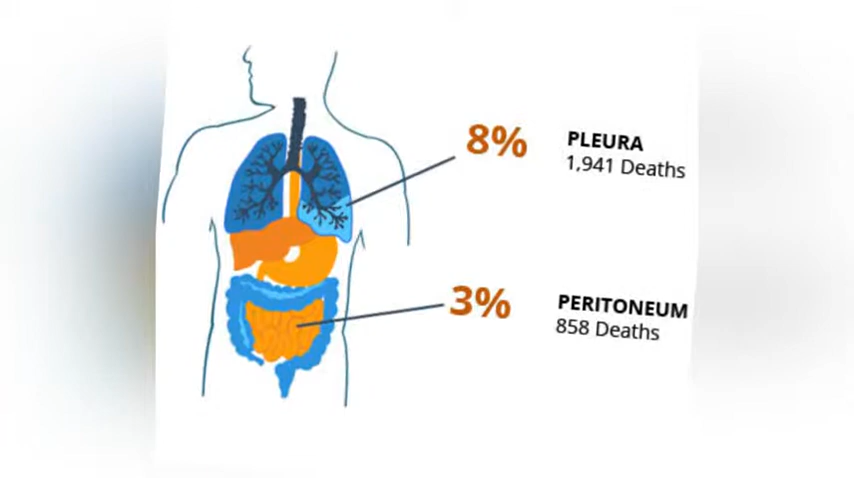 8%
PLEURA
1,941 Deaths
3%
PERITONEUM
858 Deaths